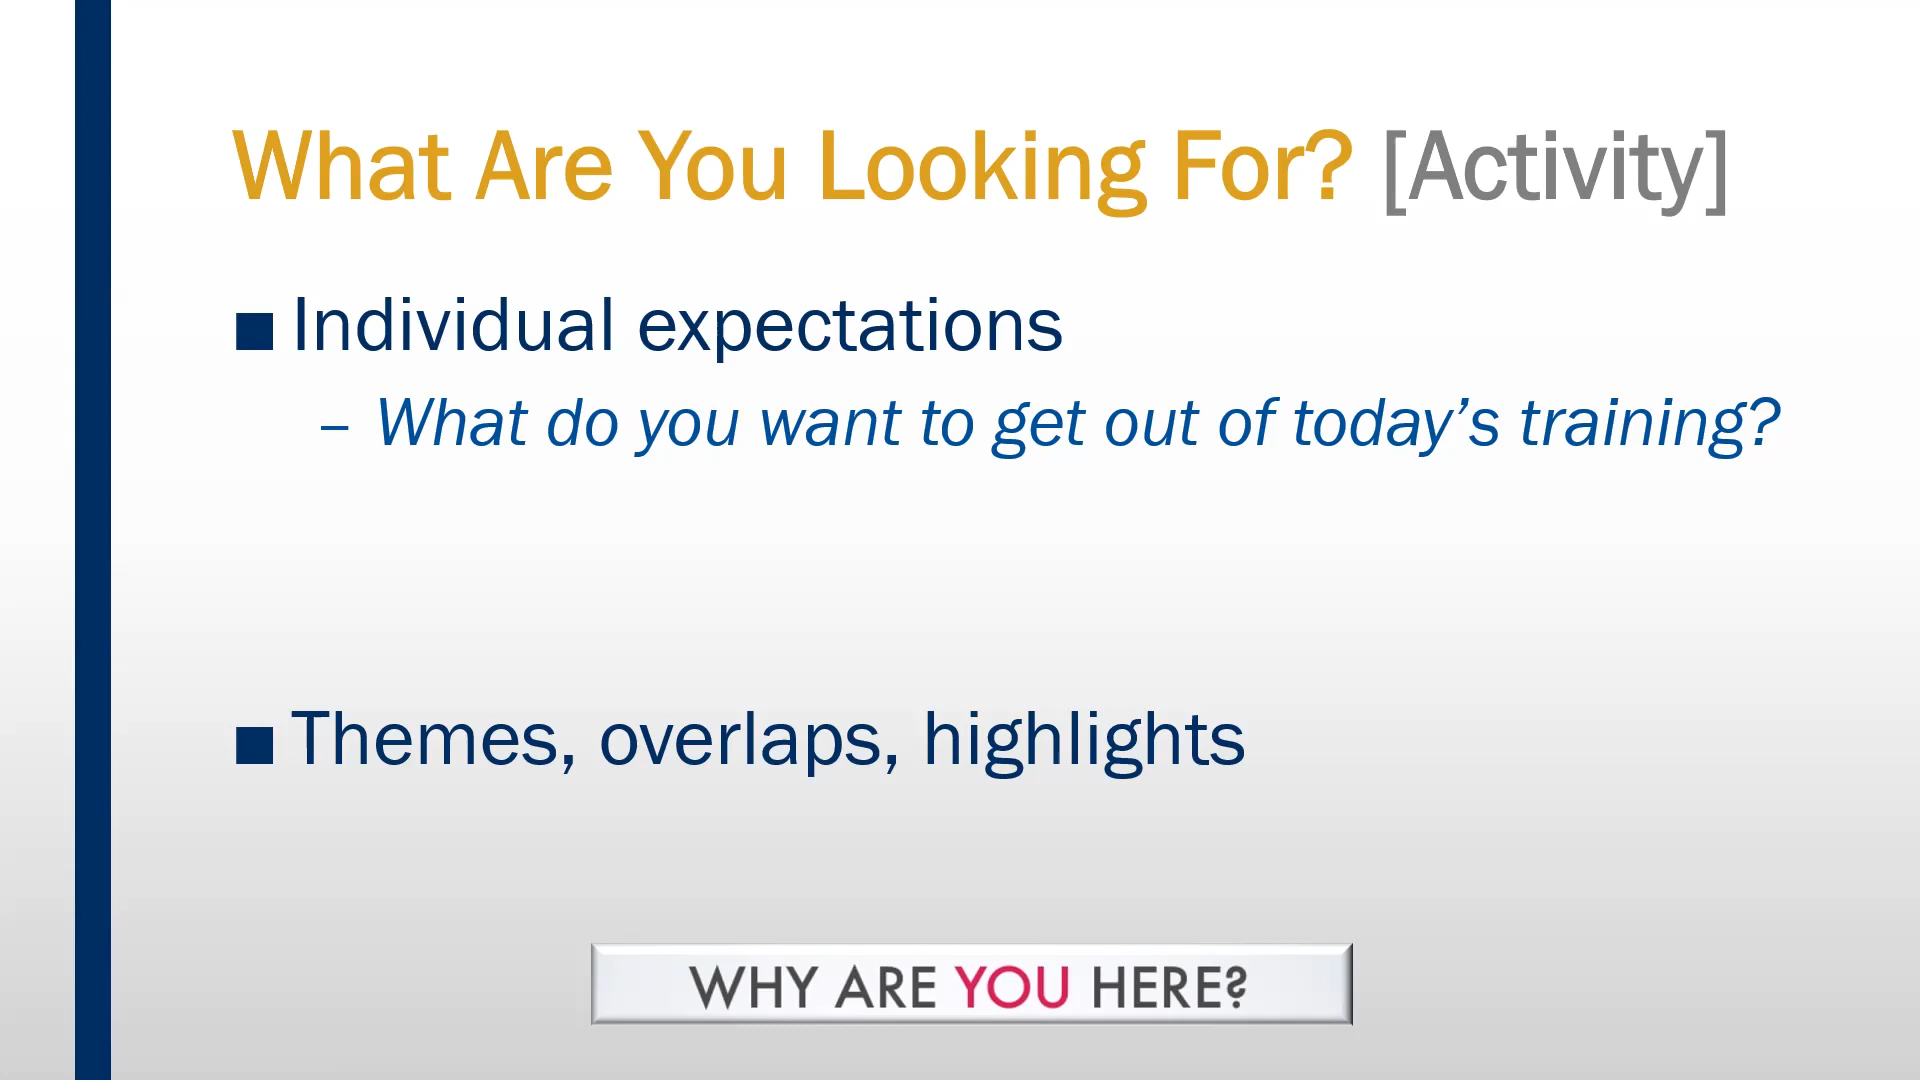 What Are You Looking For? [Activity]
■ Individual expectations
– What do you want to get out of today’s training?
■ Themes, overlaps, highlights
WHY ARE YOU HERE?